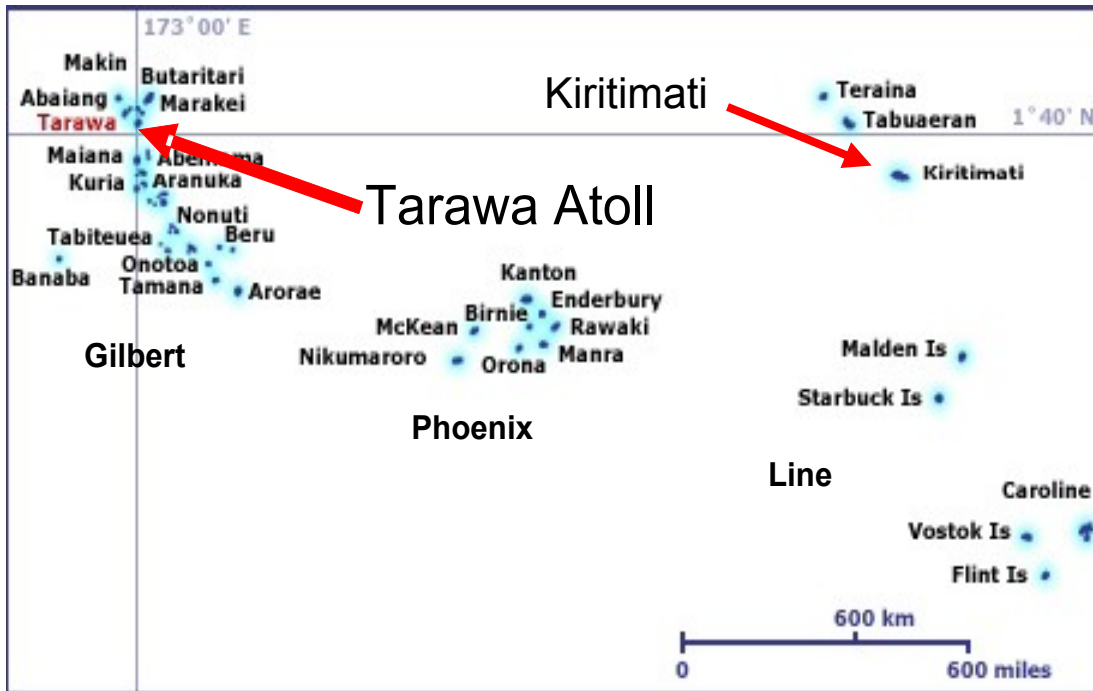 173°00' E
Makin
Butaritari
Abaiang
Marakei
Tarawa
Kiritimati
Teraina
Tabuaeran
1°40' N
Maiana
Abemama
Kuria
Aranuka
Kiritimati
Tarawa Atoll
Nonuti
Tabiteuea
Beru
Banaba
Onotoa
Tamana
Arorae
Kanton
Enderbury
Birnie
McKean
Rawaki
Nikumaroro
Orona
Manra
Gilbert
Malden Is
Starbuck Is
Phoenix
Line
Caroline
Vostok Is
Flint Is
600 km
0
600 miles